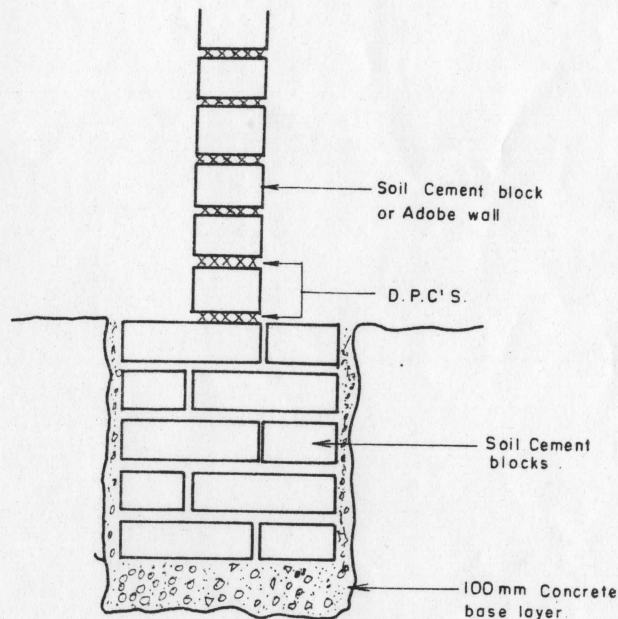 Soil Cement block
or Adobe wall
D.P.C'S.
Soil Cement
blocks.
100mm Concrete
base layer.